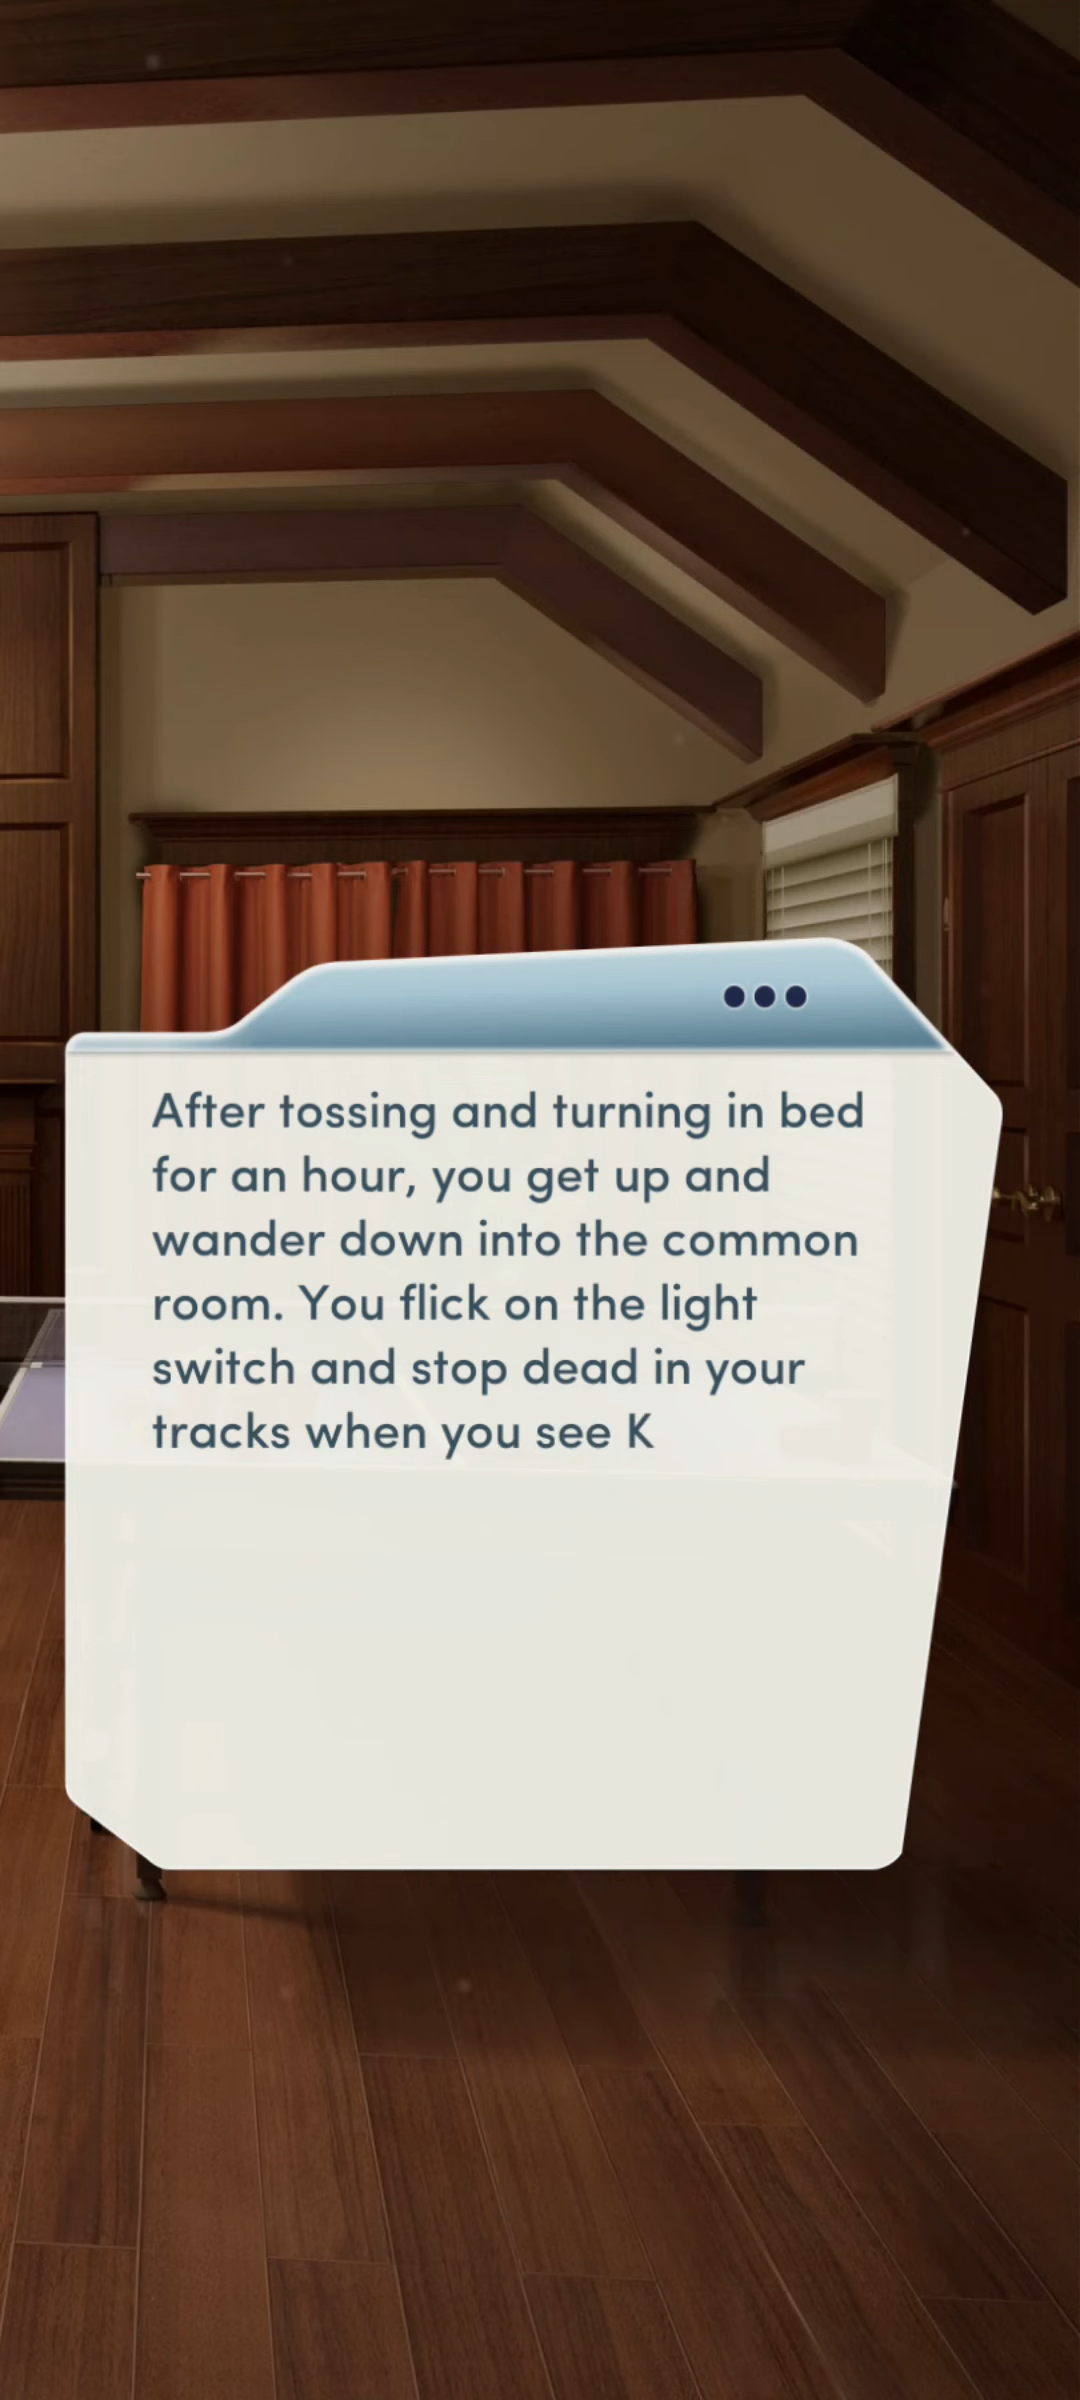 After tossing and turning in bed
for an hour, you get up and
wander down into the common
room. You flick on the light
switch and stop dead in your
tracks when you see K